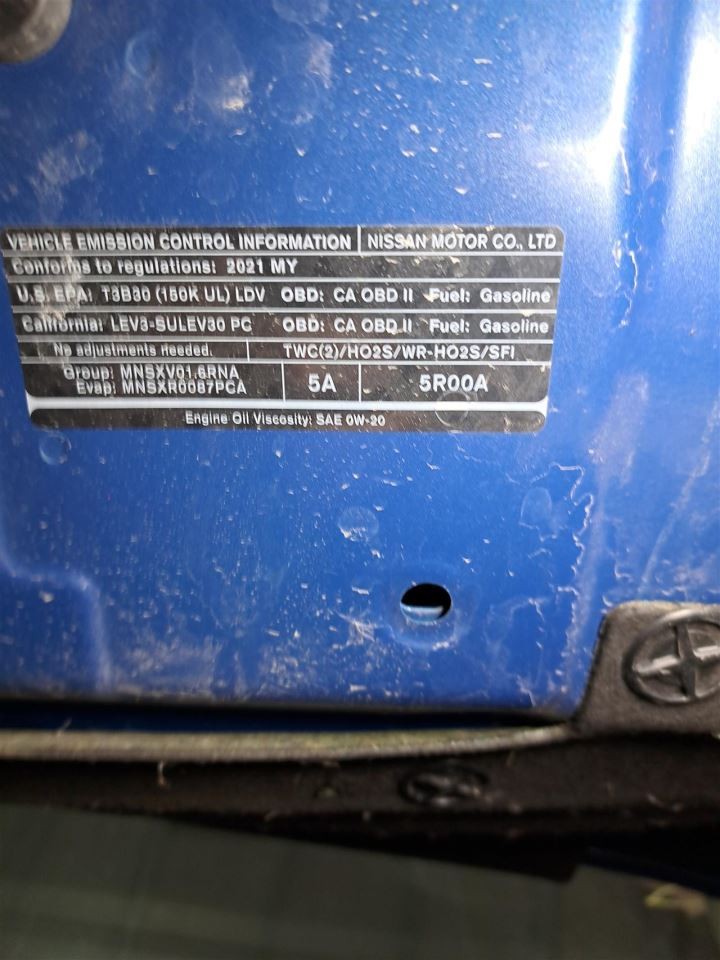 VEHICLE EMISSION CONTROL INFORMATION NISSAN MOTOR CO., LTD
Conforms to regulations: 2021 MY
U.S. EPA: T3B30 (150K UL) LDV OBD: CA OBD II Fuel: Gasoline
California: LEV3-SULEV30 PC OBD: CA OBD II Fuel: Gasoline
No adjustments needed. TWC(2)/HO2S/WR-HO2S/SFI
Group: MNSXV01.6RNA
Evap: MNSXR0087PCA 5A 5R00A
Engine Oil Viscosity: SAE 0W-20